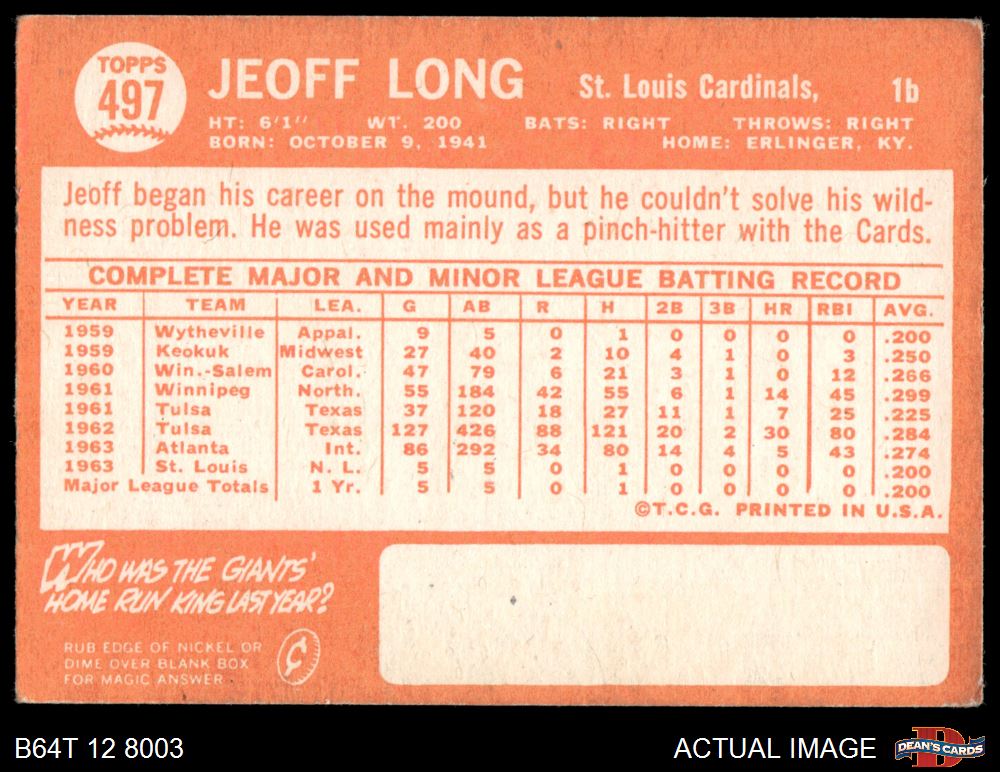 TOPPS
497
JEOFF LONG St. Louis Cardinals, 1b
HT: 6'1" WT. 200 BATS: RIGHT THROWS: RIGHT
BORN: OCTOBER 9, 1941 HOME: ERLINGER, KY.
Jeoff began his career on the mound, but he couldn't solve his wild-
ness problem. He was used mainly as a pinch-hitter with the Cards.
COMPLETE MAJOR AND MINOR LEAGUE BATTING RECORD
YEAR TEAM LEA. G AB R H 2B 3B HR RBI AVG.
1959 Wytheville Appal. 9 5 0 1 0 0 0 0 .200
1959 Keokuk Midwest 27 40 2 10 4 1 0 3 .250
1960 Win.-Salem Carol. 47 79 6 21 3 1 0 12 .266
1961 Winnipeg North. 55 184 42 55 6 1 14 45 .299
1961 Tulsa Texas 37 120 18 27 11 1 7 25 .225
1962 Tulsa Texas 127 426 88 121 20 2 30 80 .284
1963 Atlanta Int. 86 292 34 80 14 4 5 43 .274
1963 St. Louis N. L. 5 5 0 1 0 0 0 0 .200
Major League Totals 1 Yr. 5 5 0 1 0 0 0 0 .200
©T.C.G. PRINTED IN U.S.A.
WHO WAS THE GIANTS'
HOME RUN KING LAST YEAR?
RUB EDGE OF NICKEL OR
DIME OVER BLANK BOX
FOR MAGIC ANSWER
¢
B64T 12 8003 ACTUAL IMAGE
D
DEAN'S CARDS